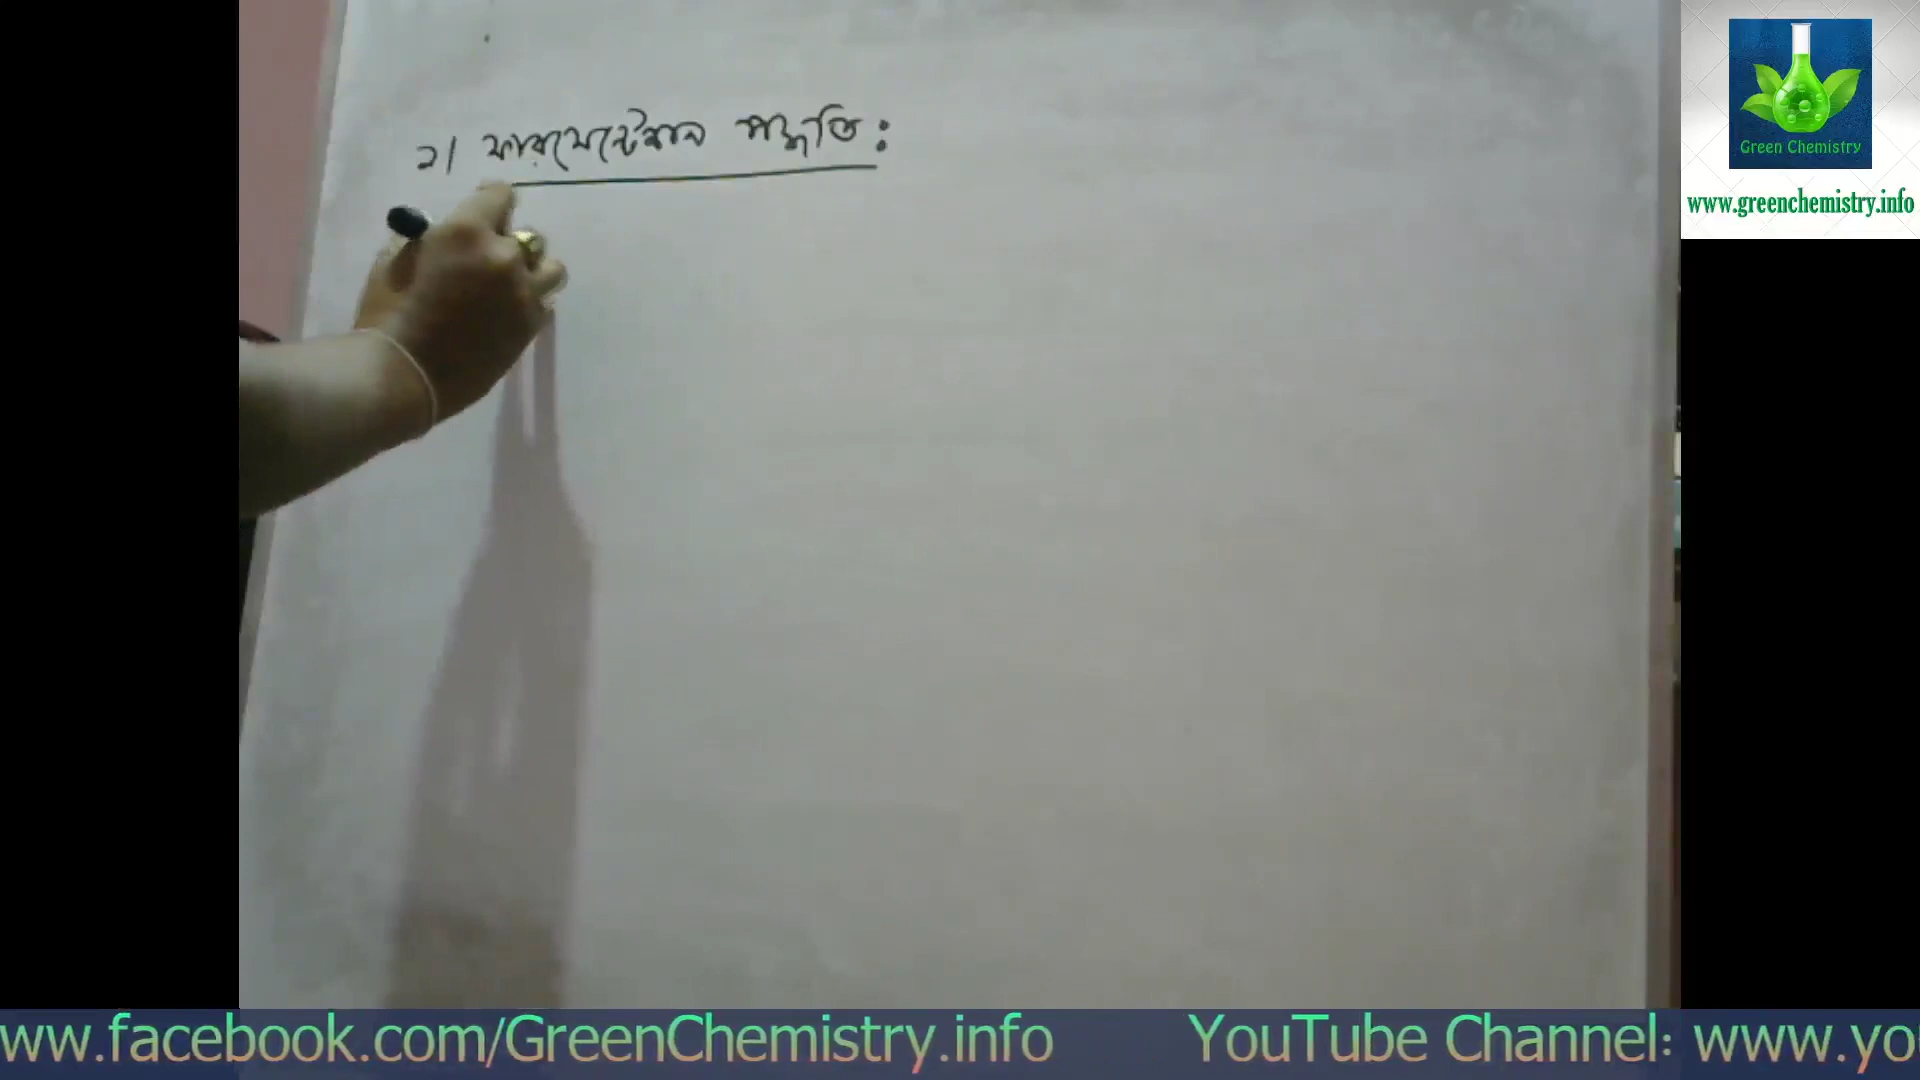 ১। ফারমেন্টেশন পদ্ধতি :
Green Chemistry
www.greenchemistry.info
ww.facebook.com/GreenChemistry.info YouTube Channel: www.yo